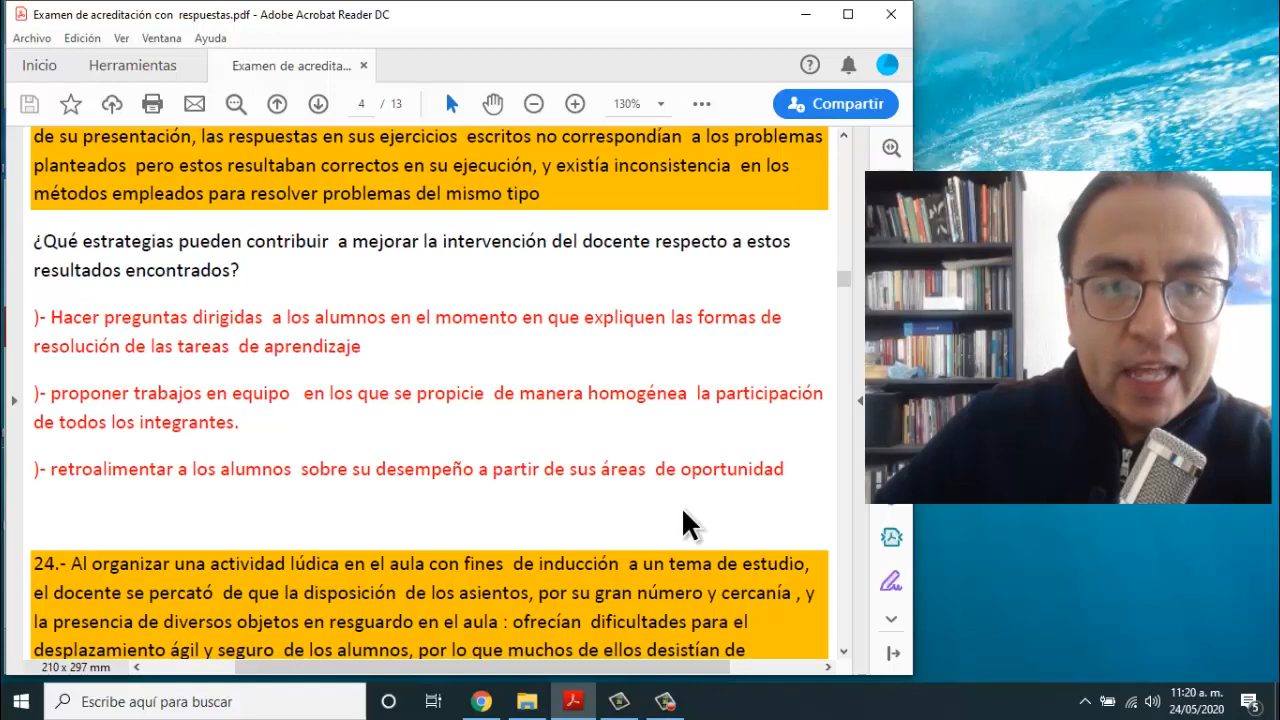 Examen de acreditación con  respuestas.pdf - Adobe Acrobat Reader DC
Archivo Edición Ver Ventana Ayuda
Inicio Herramientas Examen de acredita... ×
4 / 13 130% Compartir
de su presentación, las respuestas en sus ejercicios  escritos no correspondían  a los problemas
planteados  pero estos resultaban correctos en su ejecución, y existía inconsistencia  en los
métodos empleados para resolver problemas del mismo tipo
¿Qué estrategias pueden contribuir  a mejorar la intervención del docente respecto a estos
resultados encontrados?
)- Hacer preguntas dirigidas  a los alumnos en el momento en que expliquen las formas de
resolución de las tareas  de aprendizaje
)- proponer trabajos en equipo   en los que se propicie  de manera homogénea  la participación
de todos los integrantes.
)- retroalimentar a los alumnos  sobre su desempeño a partir de sus áreas  de oportunidad
24.- Al organizar una actividad lúdica en el aula con fines  de inducción  a un tema de estudio,
el docente se percató  de que la disposición  de los asientos, por su gran número y cercanía , y
la presencia de diversos objetos en resguardo en el aula : ofrecían  dificultades para el
desplazamiento ágil y seguro  de los alumnos, por lo que muchos de ellos desistían de
210 x 297 mm
Escribe aquí para buscar
11:20 a. m.
24/05/2020
5